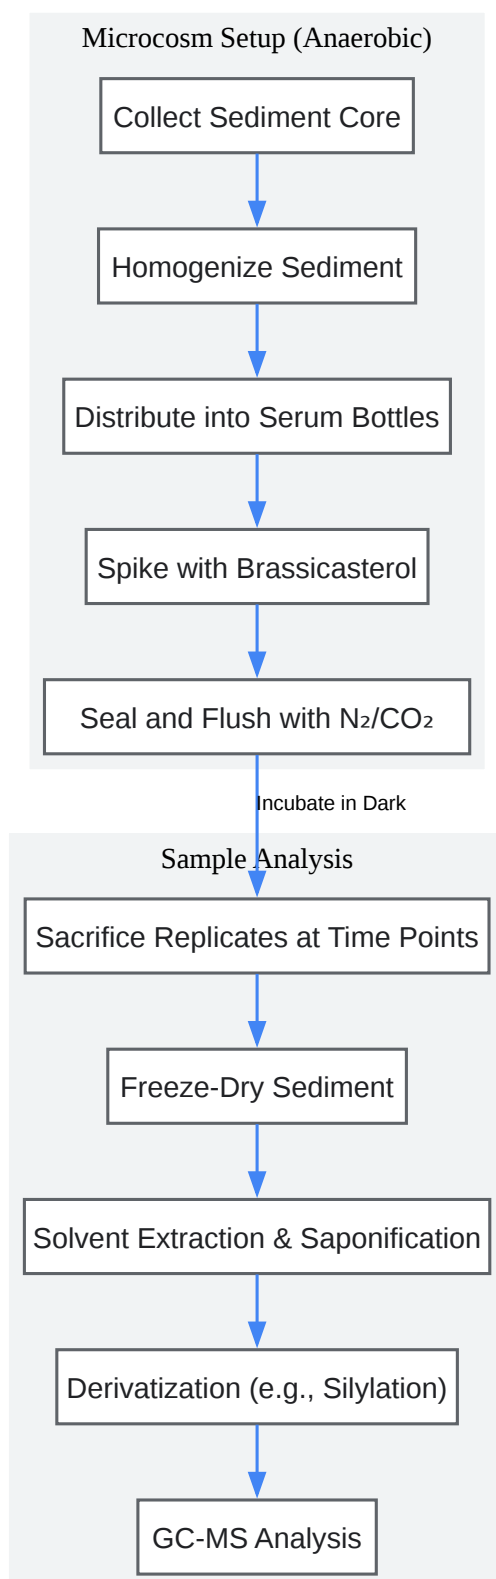 Microcosm Setup (Anaerobic)
Collect Sediment Core
Homogenize Sediment
Distribute into Serum Bottles
Spike with Brassicasterol
Seal and Flush with N₂/CO₂
Incubate in Dark
Sample Analysis
Sacrifice Replicates at Time Points
Freeze-Dry Sediment
Solvent Extraction & Saponification
Derivatization (e.g., Silylation)
GC-MS Analysis